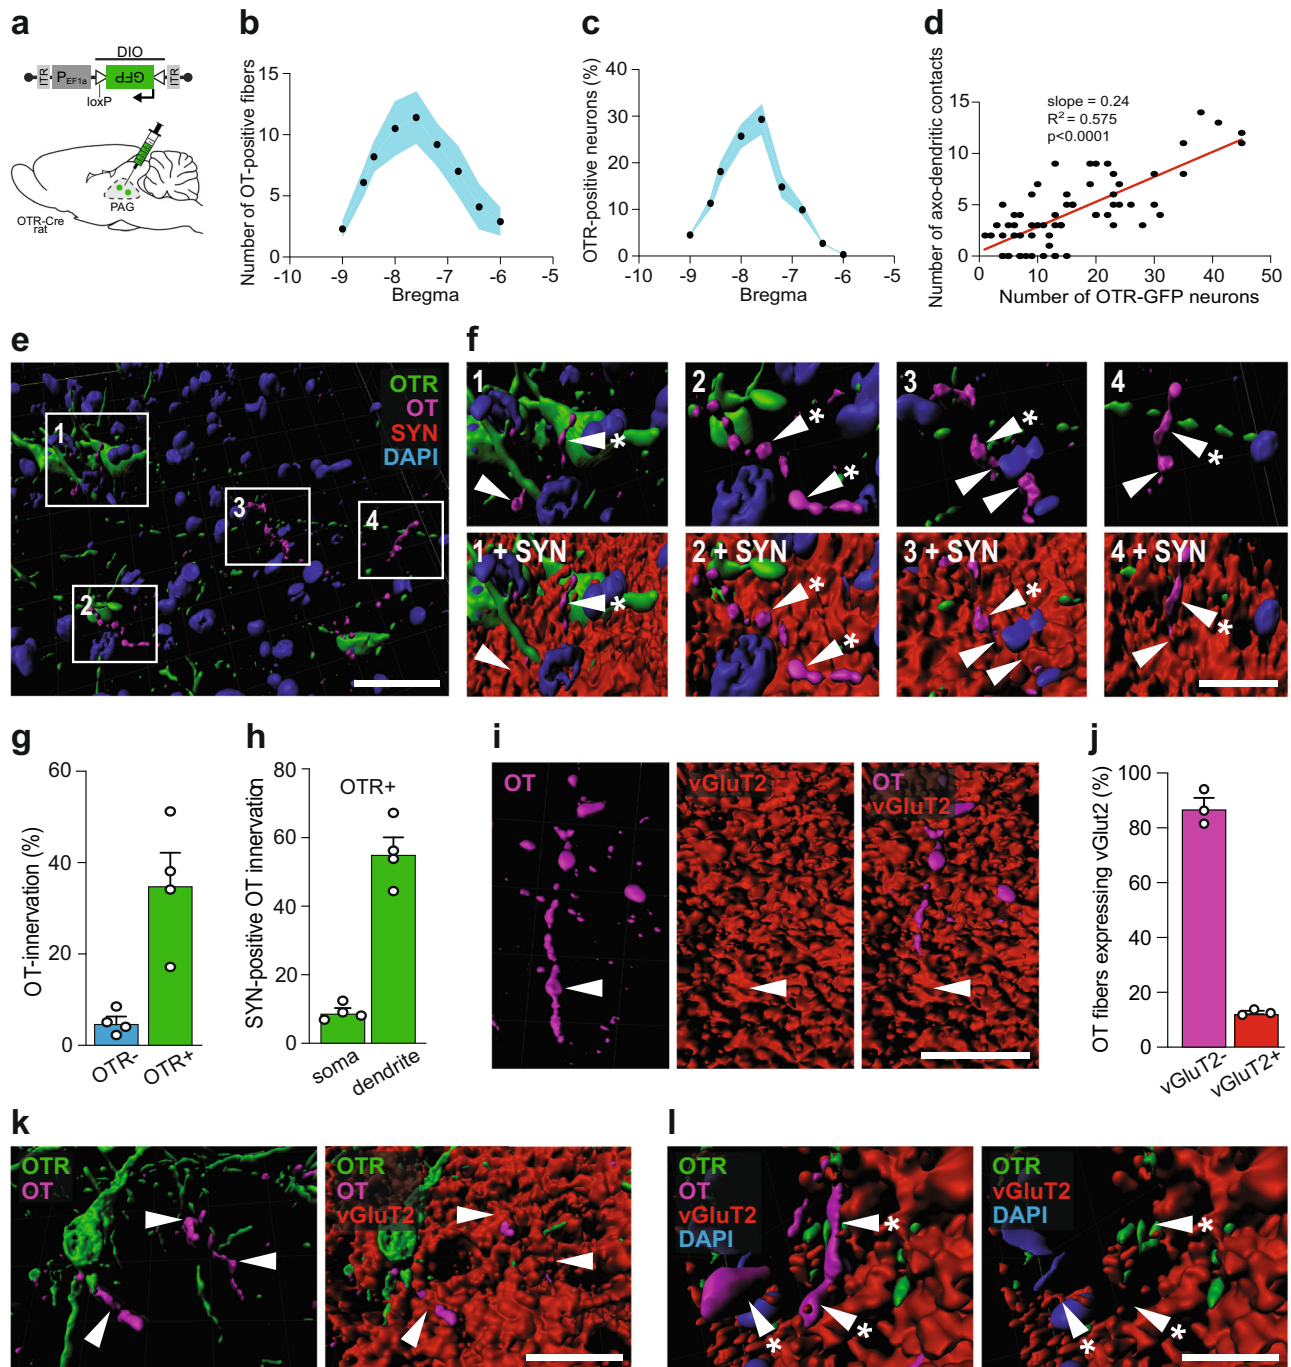 a
DIO
ITR
PEF1a
GFP
ITR
loxP
PAG
OTR-Cre
rat
b
Number of OT-positive fibers
15
10
5
0
-10
-9
-8
-7
-6
-5
Bregma
c
OTR-positive neurons (%)
40
30
20
10
0
-10
-9
-8
-7
-6
-5
Bregma
d
Number of axo-dendritic contacts
slope = 0.24
R² = 0.575
p<0.0001
15
10
5
0
0
10
20
30
40
50
Number of OTR-GFP neurons
e
OTR
OT
SYN
DAPI
1
2
3
4
f
1
*
2
*
*
3
*
4
*
1 + SYN
*
2 + SYN
*
*
3 + SYN
*
4 + SYN
*
g
OT-innervation (%)
60
40
20
0
OTR-
OTR+
h
SYN-positive OT innervation
OTR+
80
60
40
20
0
soma
dendrite
i
OT
vGluT2
OT
vGluT2
j
OT fibers expressing vGlut2 (%)
100
80
60
40
20
0
vGluT2-
vGluT2+
k
OTR
OT
OTR
OT
vGluT2
l
OTR
OT
vGluT2
DAPI
*
*
*
OTR
vGluT2
DAPI
*
*
*